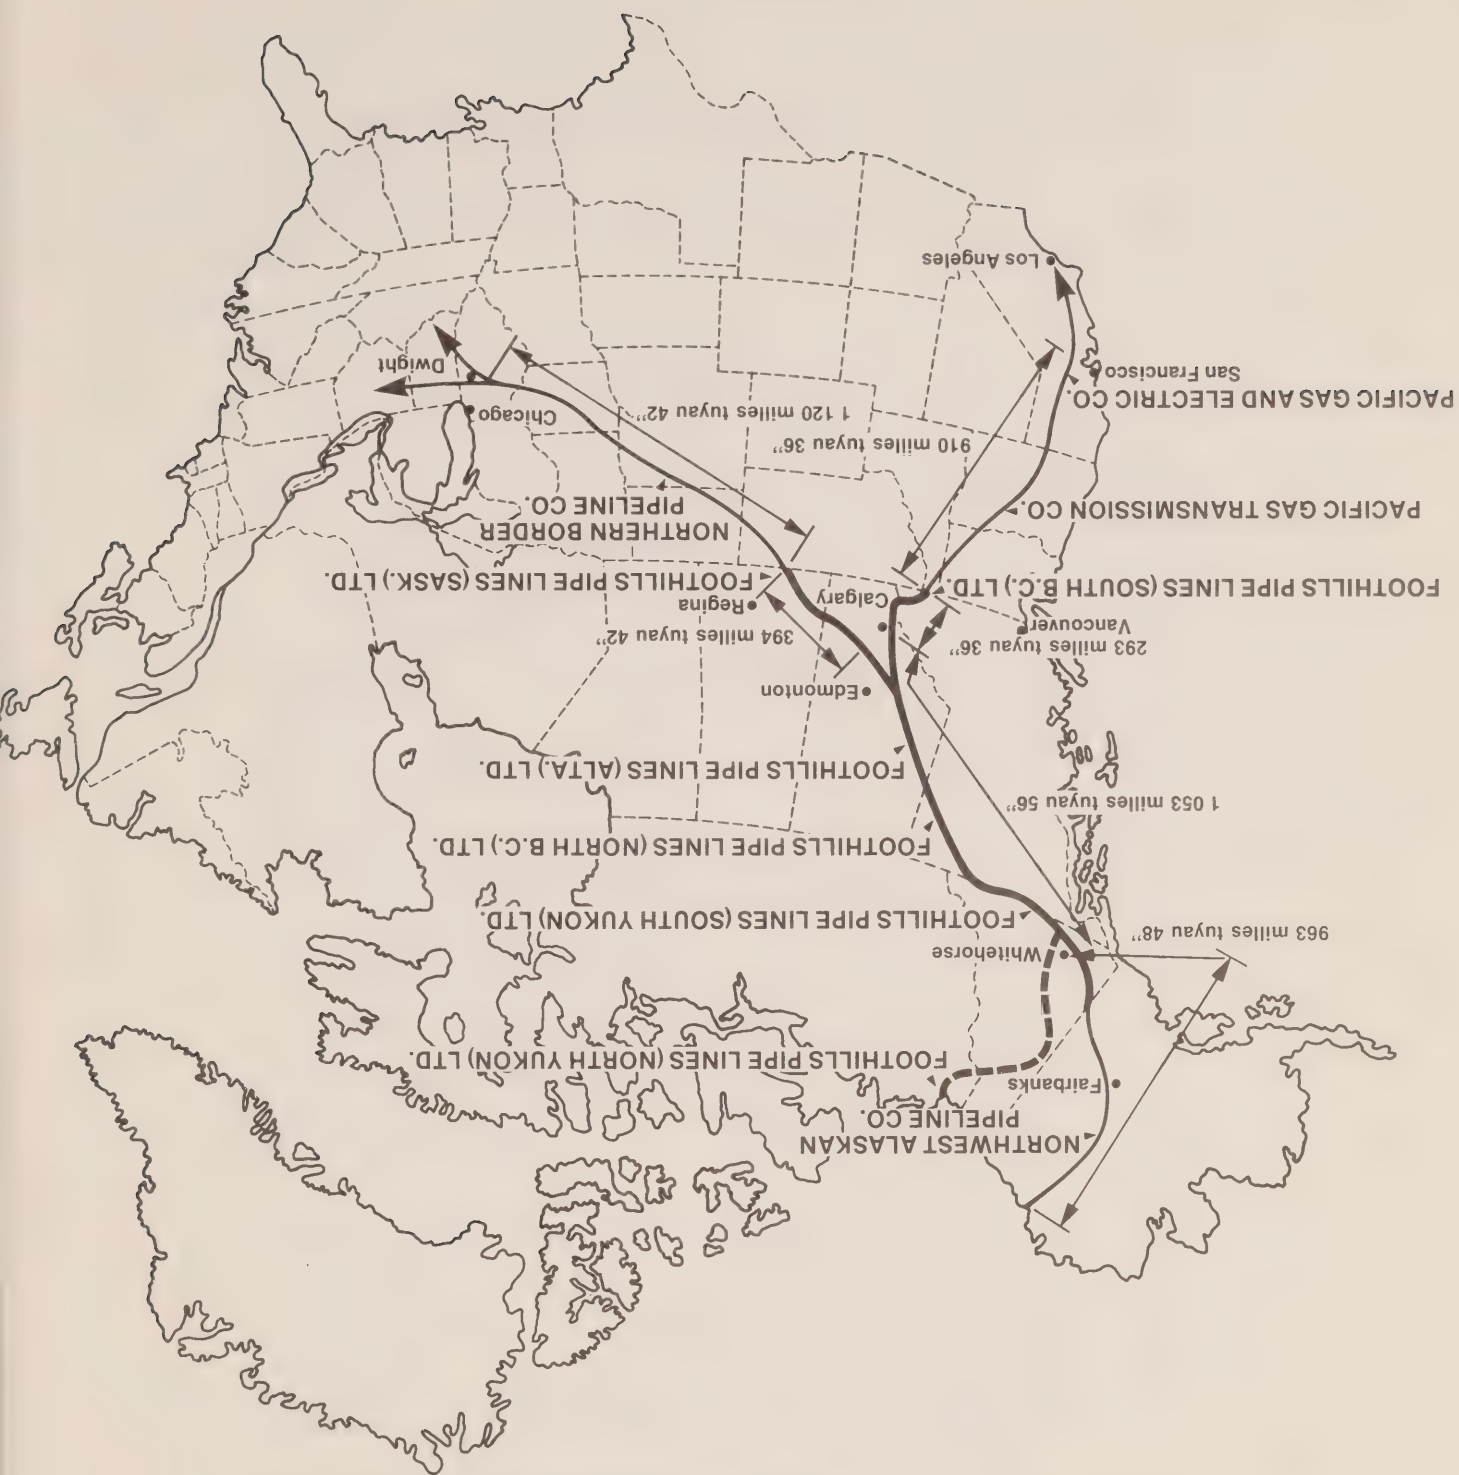 NORTHWEST ALASKAN
PIPELINE CO.
Fairbanks
FOOTHILLS PIPE LINES (NORTH YUKON) LTD.
963 milles tuyau 48"
Whitehorse
FOOTHILLS PIPE LINES (SOUTH YUKON) LTD.
FOOTHILLS PIPE LINES (NORTH B.C.) LTD.
1 053 milles tuyau 56"
FOOTHILLS PIPE LINES (ALTA.) LTD.
Edmonton
293 milles tuyau 36"
Vancouver
394 milles tuyau 42"
Calgary
Regina
FOOTHILLS PIPE LINES (SOUTH B.C.) LTD.
FOOTHILLS PIPE LINES (SASK.) LTD.
NORTHERN BORDER
PIPELINE CO.
PACIFIC GAS TRANSMISSION CO.
910 milles tuyau 36"
1 120 milles tuyau 42"
Chicago
PACIFIC GAS AND ELECTRIC CO.
San Francisco
Dwight
Los Angeles